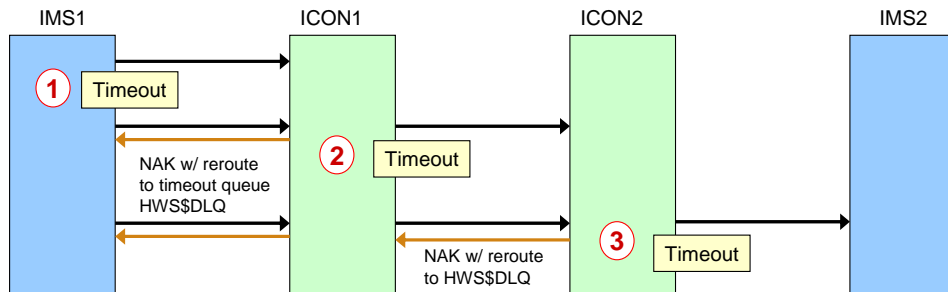 IMS1
ICON1
ICON2
IMS2
1
Timeout
2
Timeout
NAK w/ reroute
to timeout queue
HWS$DLQ
3
Timeout
NAK w/ reroute
to HWS$DLQ